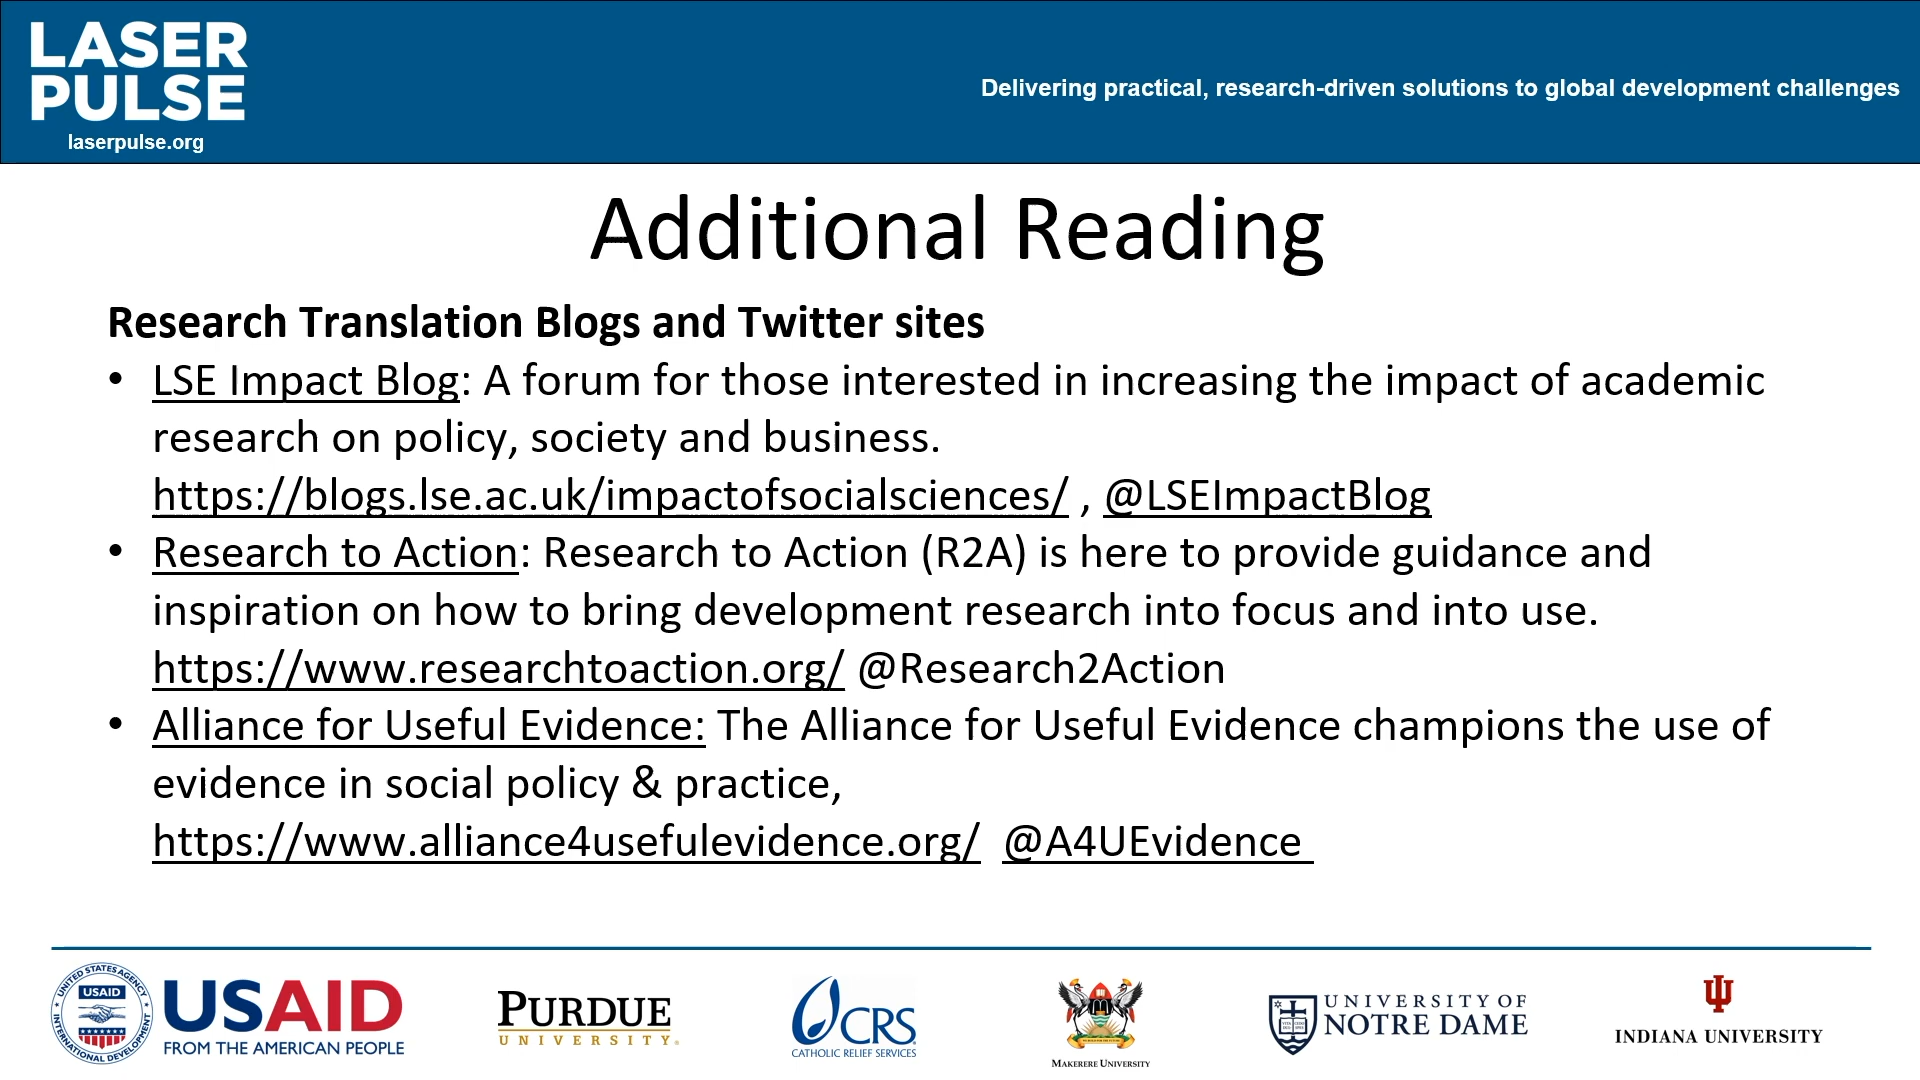 LASER
PULSE
laserpulse.org
Delivering practical, research-driven solutions to global development challenges
Additional Reading
Research Translation Blogs and Twitter sites
• LSE Impact Blog: A forum for those interested in increasing the impact of academic
research on policy, society and business.
https://blogs.lse.ac.uk/impactofsocialsciences/ , @LSEImpactBlog
• Research to Action: Research to Action (R2A) is here to provide guidance and
inspiration on how to bring development research into focus and into use.
https://www.researchtoaction.org/ @Research2Action
• Alliance for Useful Evidence: The Alliance for Useful Evidence champions the use of
evidence in social policy & practice,
https://www.alliance4usefulevidence.org/ @A4UEvidence
UNITED STATES AGENCY
USAID
INTERNATIONAL DEVELOPMENT
USAID
FROM THE AMERICAN PEOPLE
PURDUE
UNIVERSITY
CRS
CATHOLIC RELIEF SERVICES
MAKERERE UNIVERSITY
UNIVERSITY OF
NOTRE DAME
INDIANA UNIVERSITY